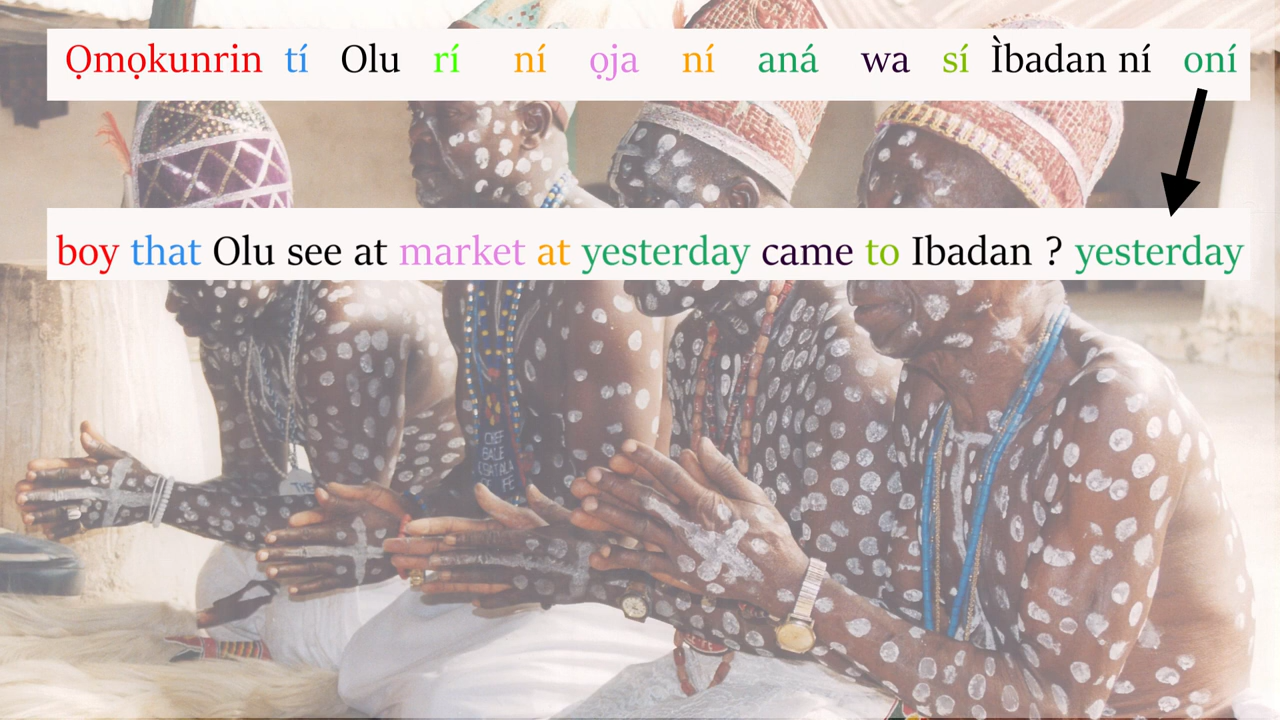 Ọmọkunrin tí Olu rí ní ọja ní aná wa sí Ìbadan ní oní
boy that Olu see at market at yesterday came to Ibadan ? yesterday